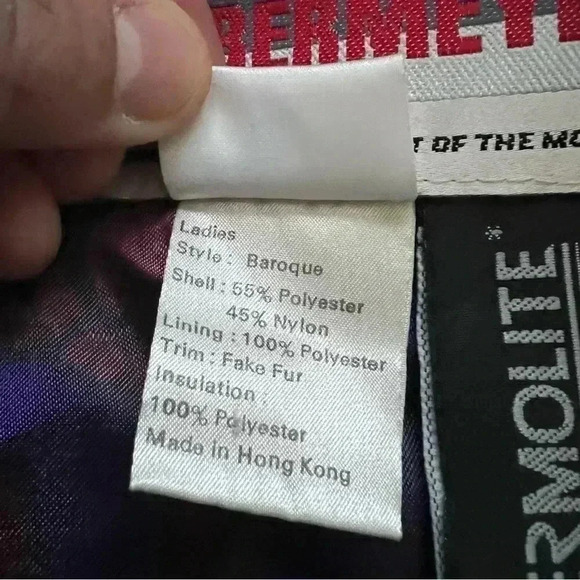 BERMEYE
T OF THE MO
Ladies
Style : Baroque
Shell : 55% Polyester
45% Nylon
Lining : 100% Polyester
Trim : Fake Fur
Insulation :
100% Polyester
Made in Hong Kong
ERMOLITE*